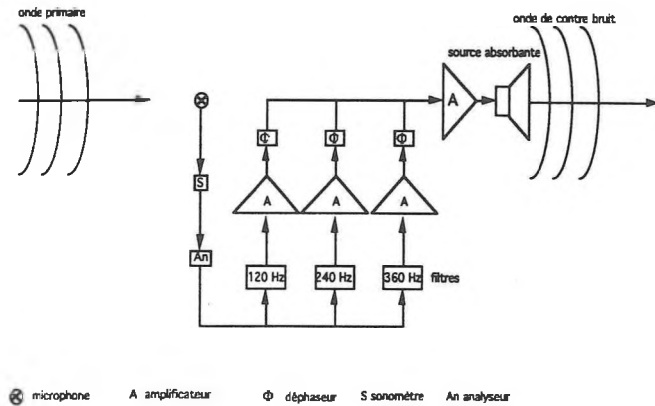 onde primaire
onde de contre bruit
source absorbante
A
Φ Φ Φ
S
A A A
An
120 Hz 240 Hz 360 Hz filtres
microphone A amplificateur Φ déphaseur S sonomètre An analyseur